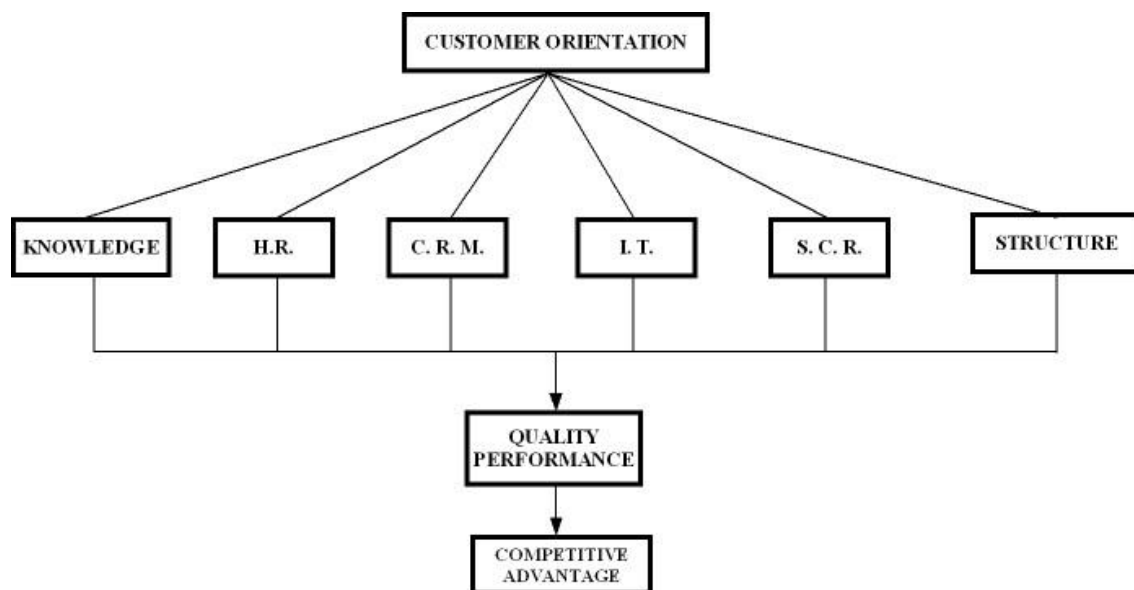 CUSTOMER ORIENTATION
KNOWLEDGE
H.R.
C. R. M.
I. T.
S. C. R.
STRUCTURE
QUALITY
PERFORMANCE
COMPETITIVE
ADVANTAGE